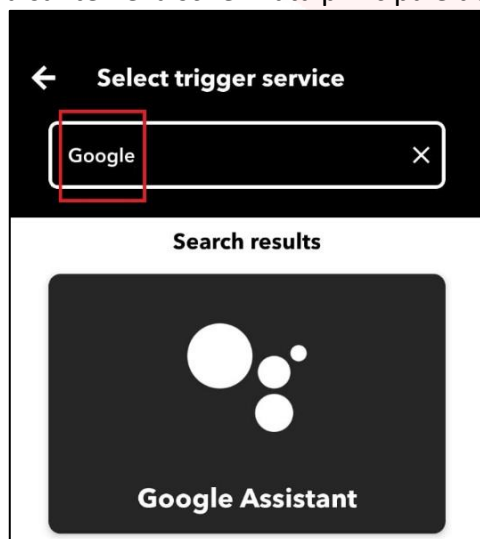 ← Select trigger service
Google ×
Search results
Google Assistant